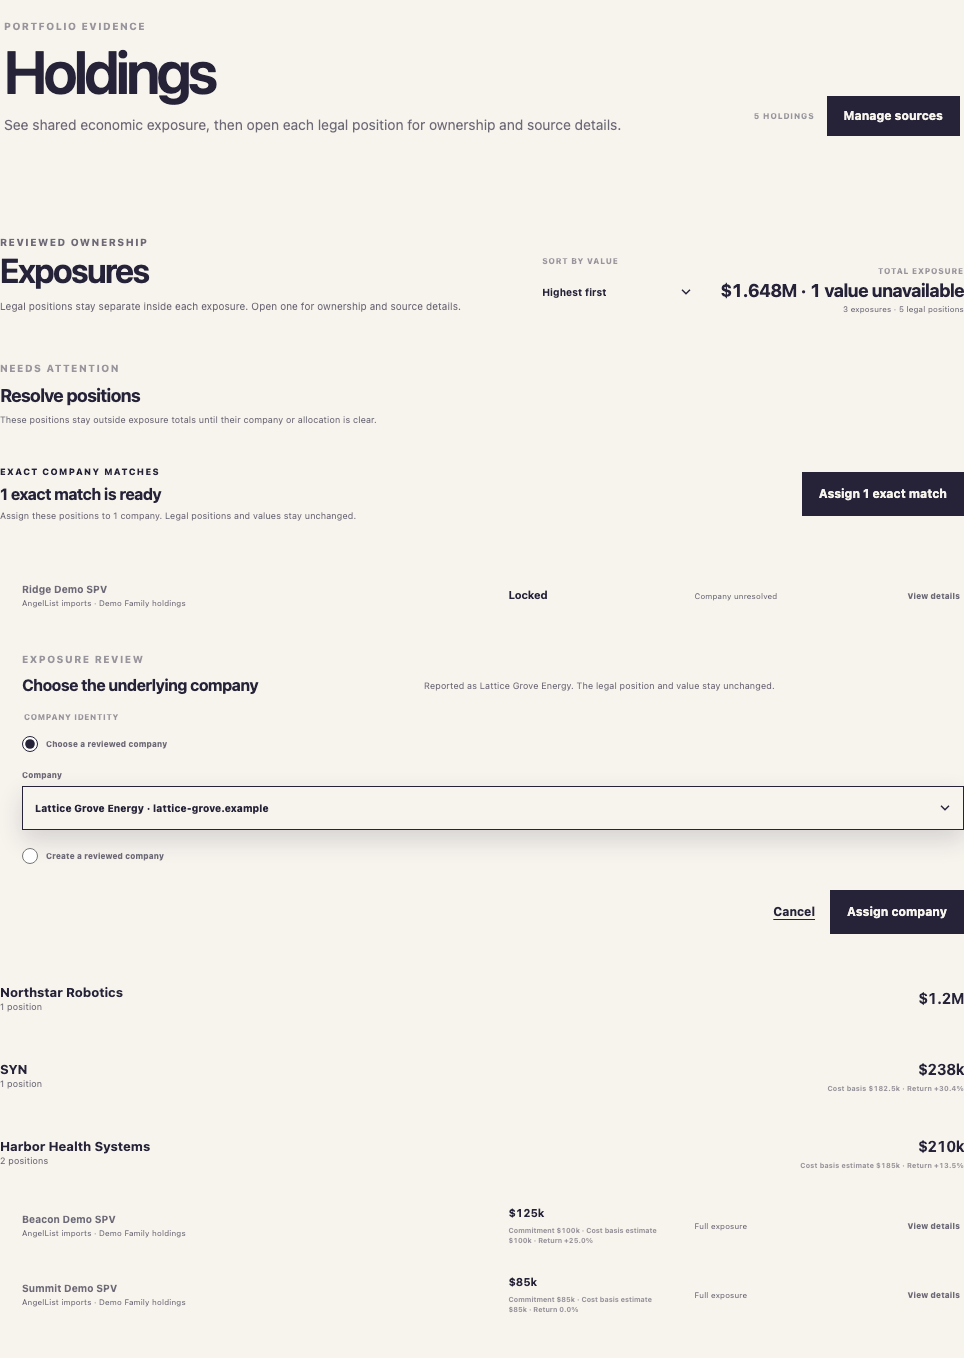 PORTFOLIO EVIDENCE
Holdings
See shared economic exposure, then open each legal position for ownership and source details.
5 HOLDINGS
Manage sources
REVIEWED OWNERSHIP
Exposures
Legal positions stay separate inside each exposure. Open one for ownership and source details.
SORT BY VALUE
Highest first
TOTAL EXPOSURE
$1.648M · 1 value unavailable
3 exposures · 5 legal positions
NEEDS ATTENTION
Resolve positions
These positions stay outside exposure totals until their company or allocation is clear.
EXACT COMPANY MATCHES
1 exact match is ready
Assign these positions to 1 company. Legal positions and values stay unchanged.
Assign 1 exact match
Ridge Demo SPV
AngelList imports · Demo Family holdings
Locked
Company unresolved
View details
EXPOSURE REVIEW
Choose the underlying company
Reported as Lattice Grove Energy. The legal position and value stay unchanged.
COMPANY IDENTITY
Choose a reviewed company
Company
Lattice Grove Energy · lattice-grove.example
Create a reviewed company
Cancel
Assign company
Northstar Robotics
1 position
$1.2M
SYN
1 position
$238k
Cost basis $182.5k · Return +30.4%
Harbor Health Systems
2 positions
$210k
Cost basis estimate $185k · Return +13.5%
Beacon Demo SPV
AngelList imports · Demo Family holdings
$125k
Commitment $100k · Cost basis estimate
$100k · Return +25.0%
Full exposure
View details
Summit Demo SPV
AngelList imports · Demo Family holdings
$85k
Commitment $85k · Cost basis estimate
$85k · Return 0.0%
Full exposure
View details